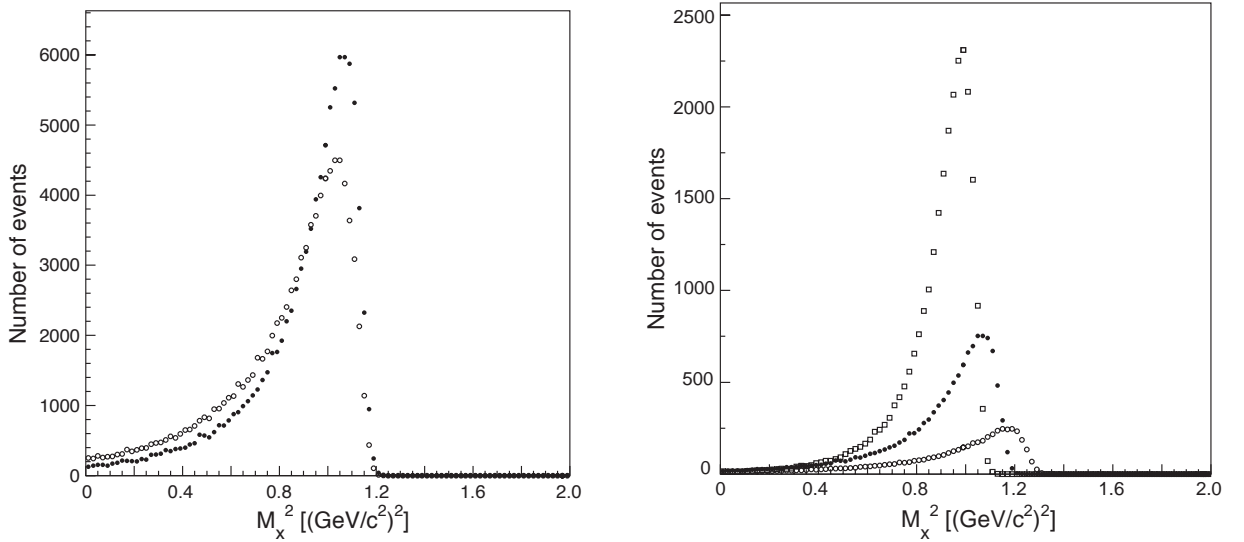 6000
5000
4000
3000
2000
1000
0
Number of events
0 0.4 0.8 1.2 1.6 2.0
M_x^2 [(GeV/c^2)^2]
2500
2000
1500
1000
500
0
Number of events
0.4 0.8 1.2 1.6 2.0
M_x^2 [(GeV/c^2)^2]